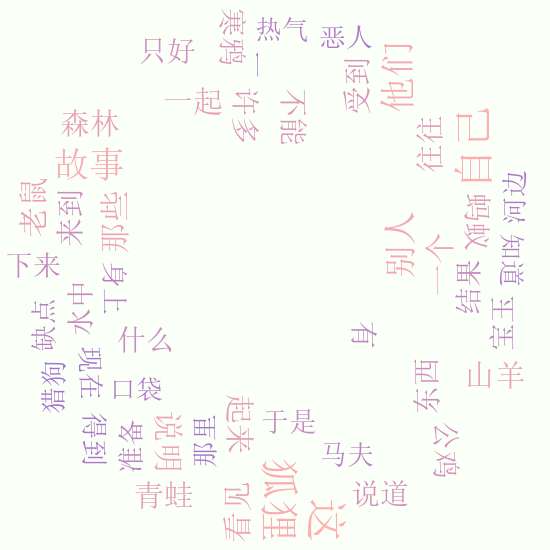 寒鸦
热气
恶人
只好
一
受到
他们
一起
许多
不能
往往
自己
森林
故事
老鼠
来到
那些
别人
一个
蚂蚁
河边
知道
结果
宝玉
下来
身上
水中
缺点
什么
有
猎狗
现在
口袋
东西
山羊
得到
准备
说明
那里
起来
于是
马夫
公鸡
青蛙
看见
狐狸
这
说道